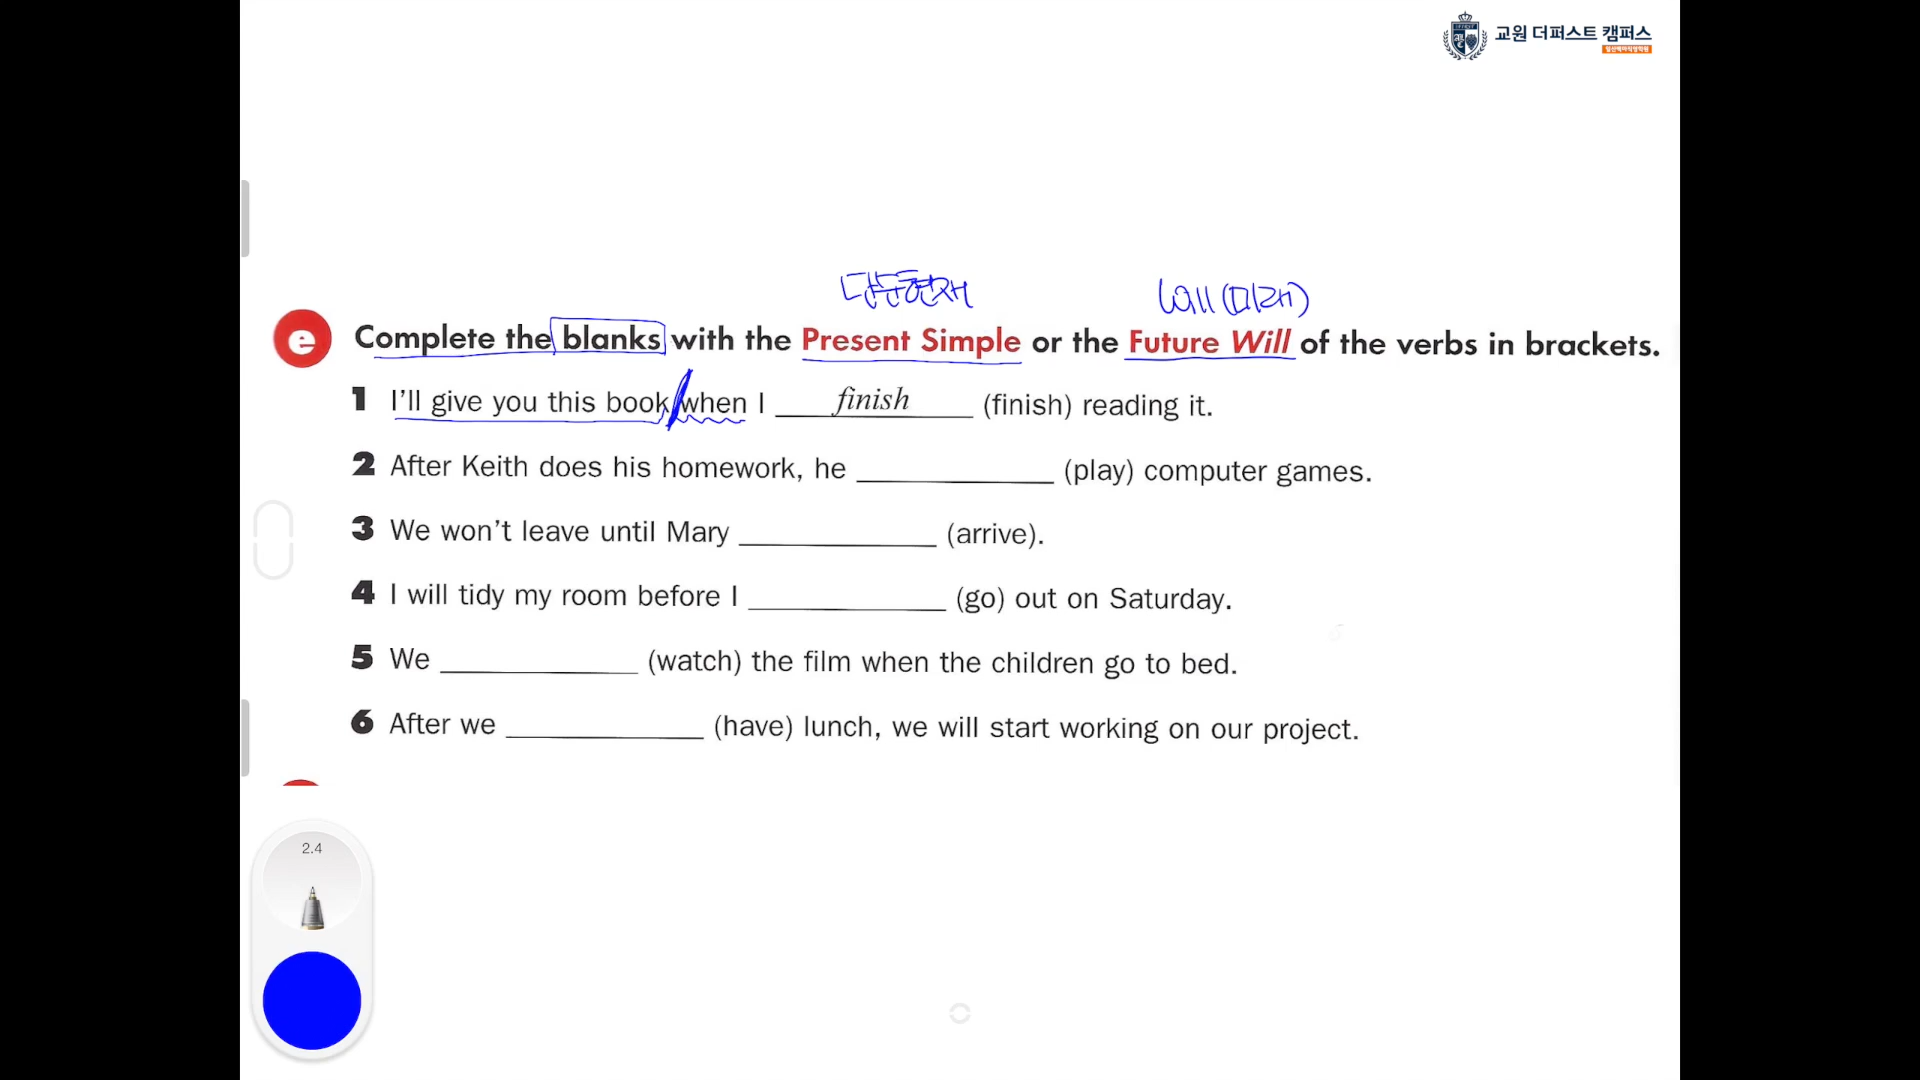 교원 더퍼스트 캠퍼스
단순현재 will (미래)
e Complete the blanks with the Present Simple or the Future Will of the verbs in brackets.
1 I'll give you this book when I finish (finish) reading it.
2 After Keith does his homework, he ____________ (play) computer games.
3 We won't leave until Mary ____________ (arrive).
4 I will tidy my room before I ____________ (go) out on Saturday.
5 We ____________ (watch) the film when the children go to bed.
6 After we ____________ (have) lunch, we will start working on our project.
2.4